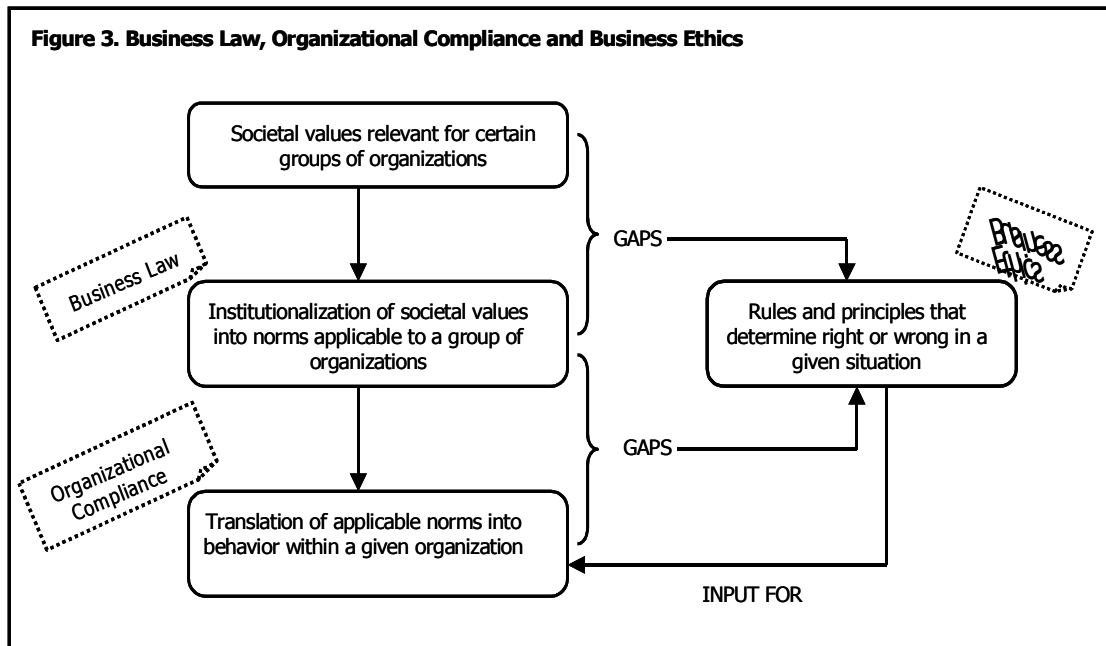 Figure 3. Business Law, Organizational Compliance and Business Ethics
Societal values relevant for certain
groups of organizations
Business Law
GAPS
Business
Ethics
Institutionalization of societal values
into norms applicable to a group of
organizations
Rules and principles that
determine right or wrong in a
given situation
Organizational
Compliance
GAPS
Translation of applicable norms into
behavior within a given organization
INPUT FOR